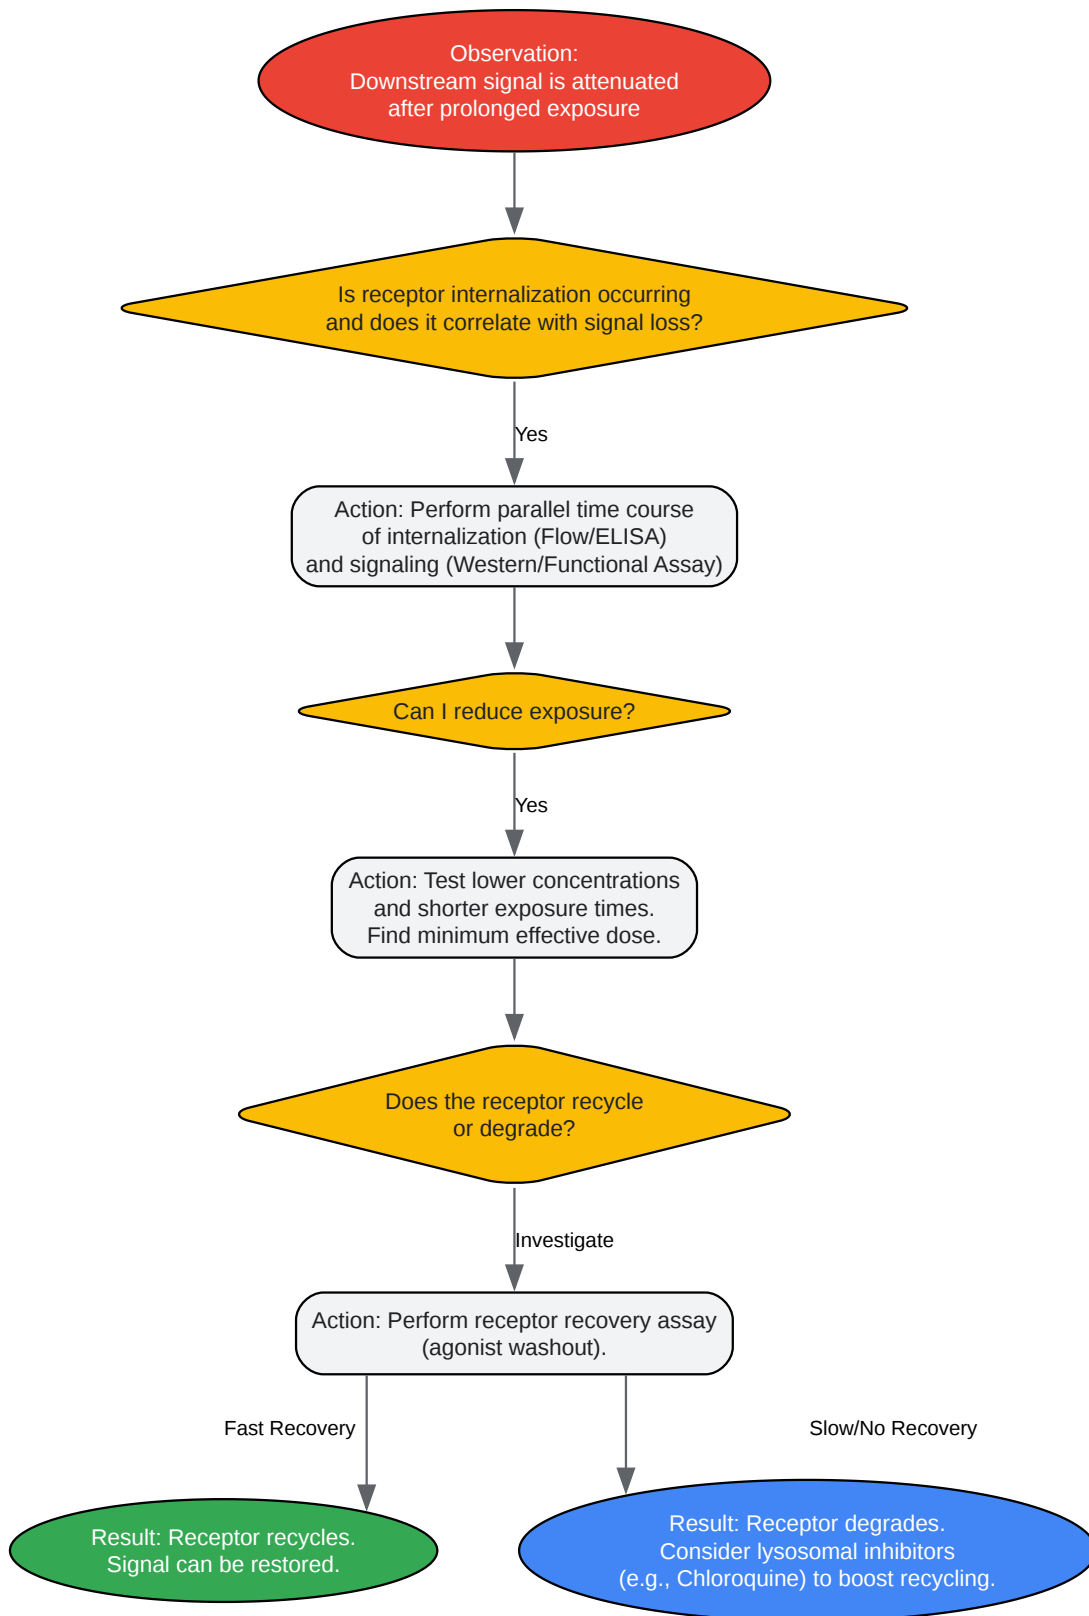 Observation:
Downstream signal is attenuated
after prolonged exposure
Is receptor internalization occurring
and does it correlate with signal loss?
Yes
Action: Perform parallel time course
of internalization (Flow/ELISA)
and signaling (Western/Functional Assay)
Can I reduce exposure?
Yes
Action: Test lower concentrations
and shorter exposure times.
Find minimum effective dose.
Does the receptor recycle
or degrade?
Investigate
Action: Perform receptor recovery assay
(agonist washout).
Fast Recovery
Slow/No Recovery
Result: Receptor recycles.
Signal can be restored.
Result: Receptor degrades.
Consider lysosomal inhibitors
(e.g., Chloroquine) to boost recycling.